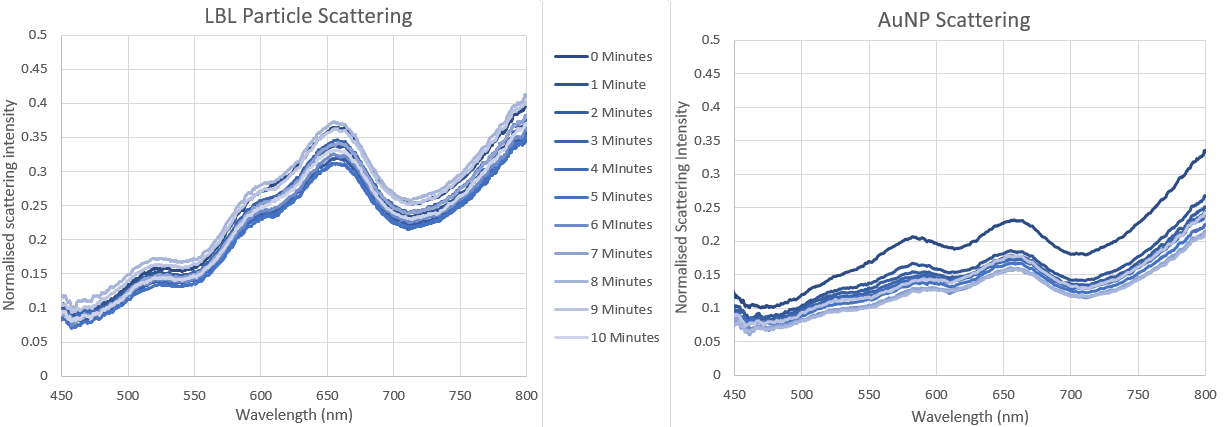 LBL Particle Scattering
Normalised scattering intensity
0.5
0.45
0.4
0.35
0.3
0.25
0.2
0.15
0.1
0.05
0
450 500 550 600 650 700 750 800
Wavelength (nm)
0 Minutes
1 Minute
2 Minutes
3 Minutes
4 MInutes
5 Minutes
6 MInutes
7 Minutes
8 Minutes
9 Minutes
10 Minutes
AuNP Scattering
Normalised Scattering Intensity
0.5
0.45
0.4
0.35
0.3
0.25
0.2
0.15
0.1
0.05
0
450 500 550 600 650 700 750 800
Wavelength (nm)